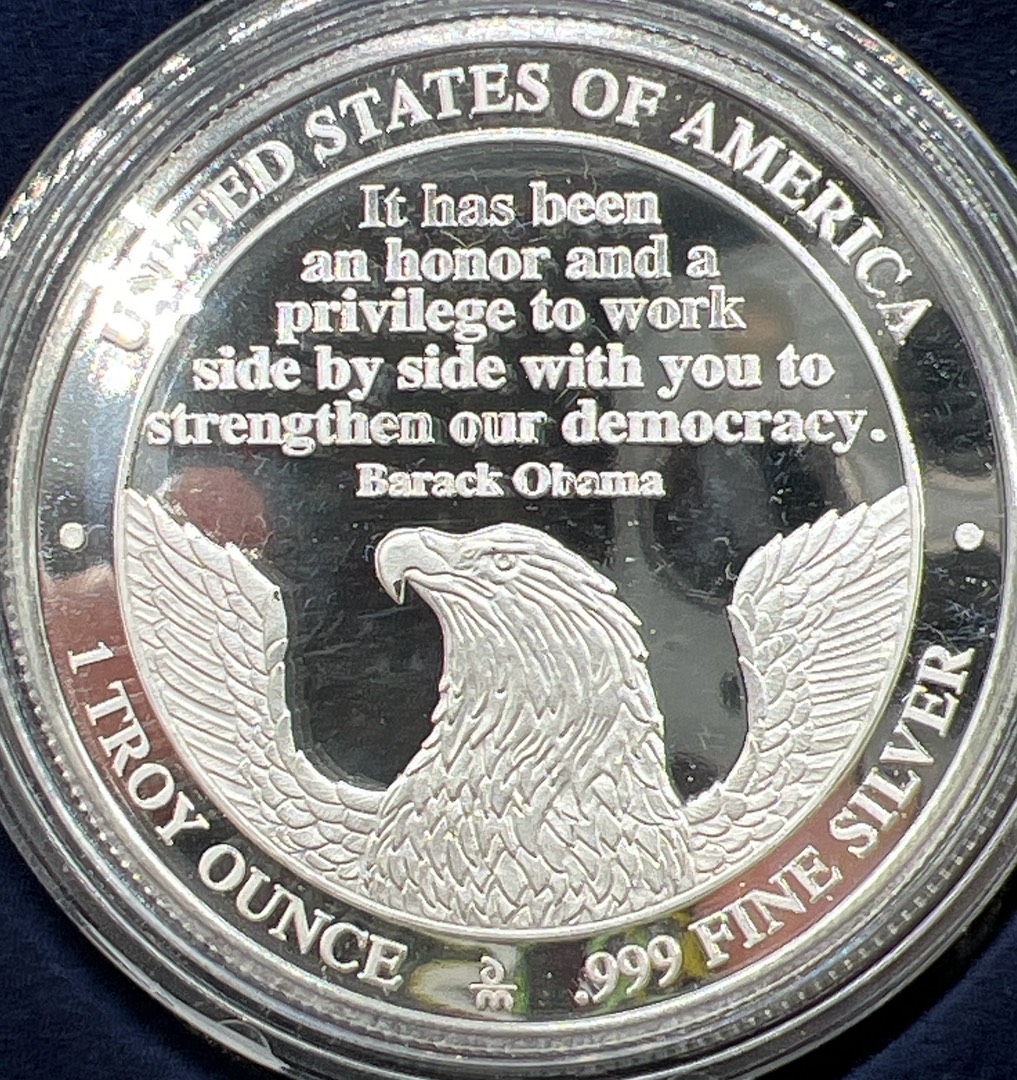 UNITED STATES OF AMERICA
It has been
an honor and a
privilege to work
side by side with you to
strengthen our democracy.
Barack Obama
1 TROY OUNCE
.999 FINE SILVER